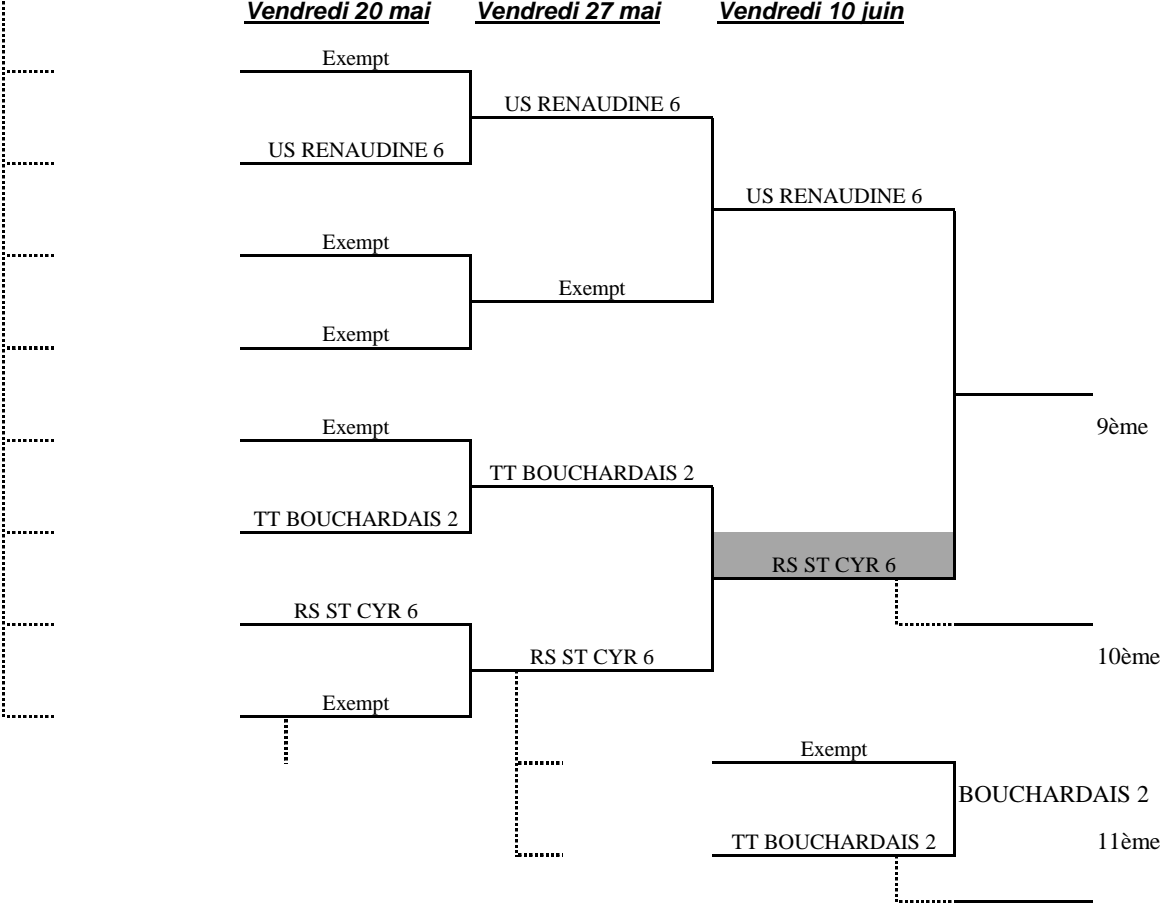 Vendredi 20 mai Vendredi 27 mai Vendredi 10 juin
Exempt
US RENAUDINE 6
US RENAUDINE 6
US RENAUDINE 6
Exempt
Exempt
Exempt
Exempt
9ème
TT BOUCHARDAIS 2
TT BOUCHARDAIS 2
RS ST CYR 6
RS ST CYR 6
RS ST CYR 6
10ème
Exempt
Exempt
BOUCHARDAIS 2
TT BOUCHARDAIS 2
11ème